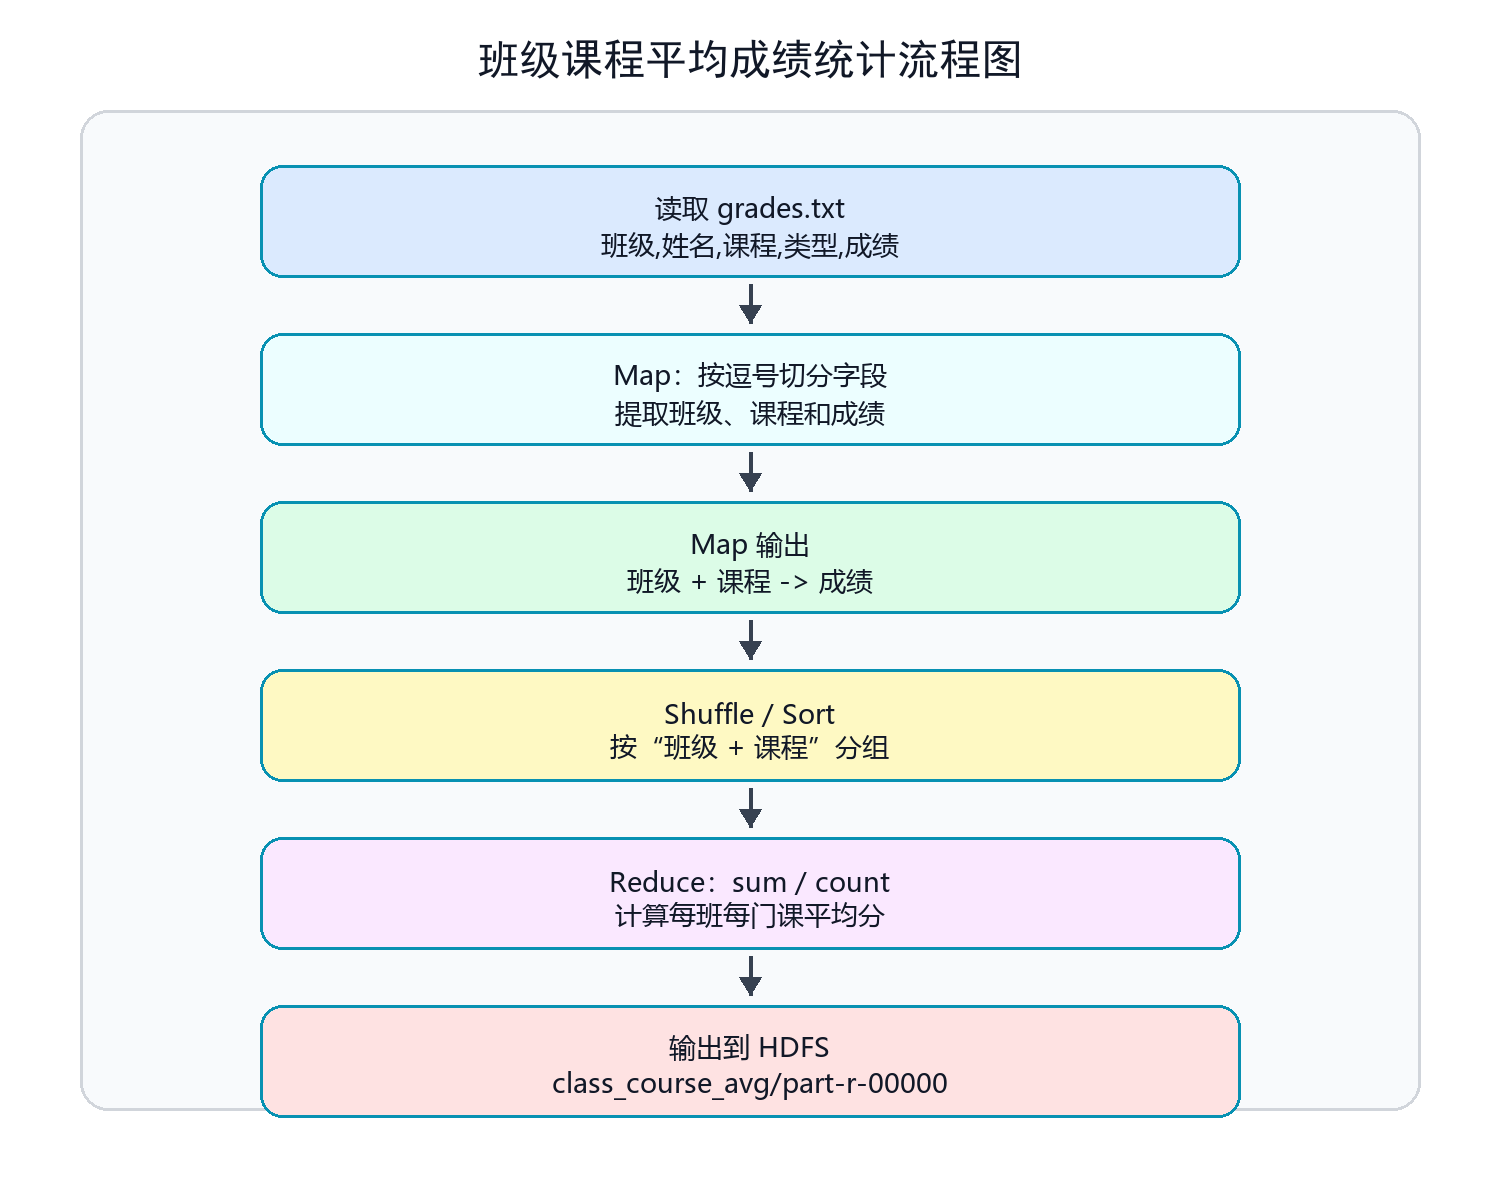 班级课程平均成绩统计流程图
读取 grades.txt
班级,姓名,课程,类型,成绩
Map：按逗号切分字段
提取班级、课程和成绩
Map 输出
班级 + 课程 -> 成绩
Shuffle / Sort
按“班级 + 课程”分组
Reduce：sum / count
计算每班每门课平均分
输出到 HDFS
class_course_avg/part-r-00000